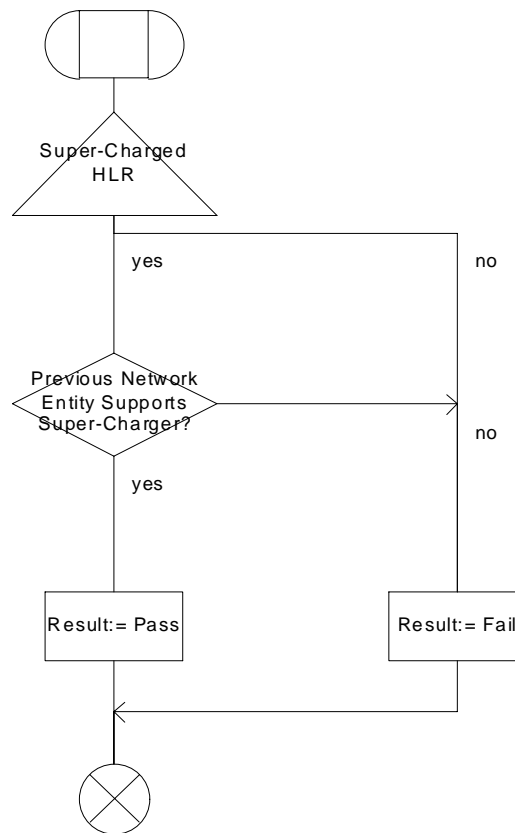 Super-Charged
HLR
yes
no
Previous Network
Entity Supports
Super-Charger?
no
yes
Result:= Pass
Result:= Fail